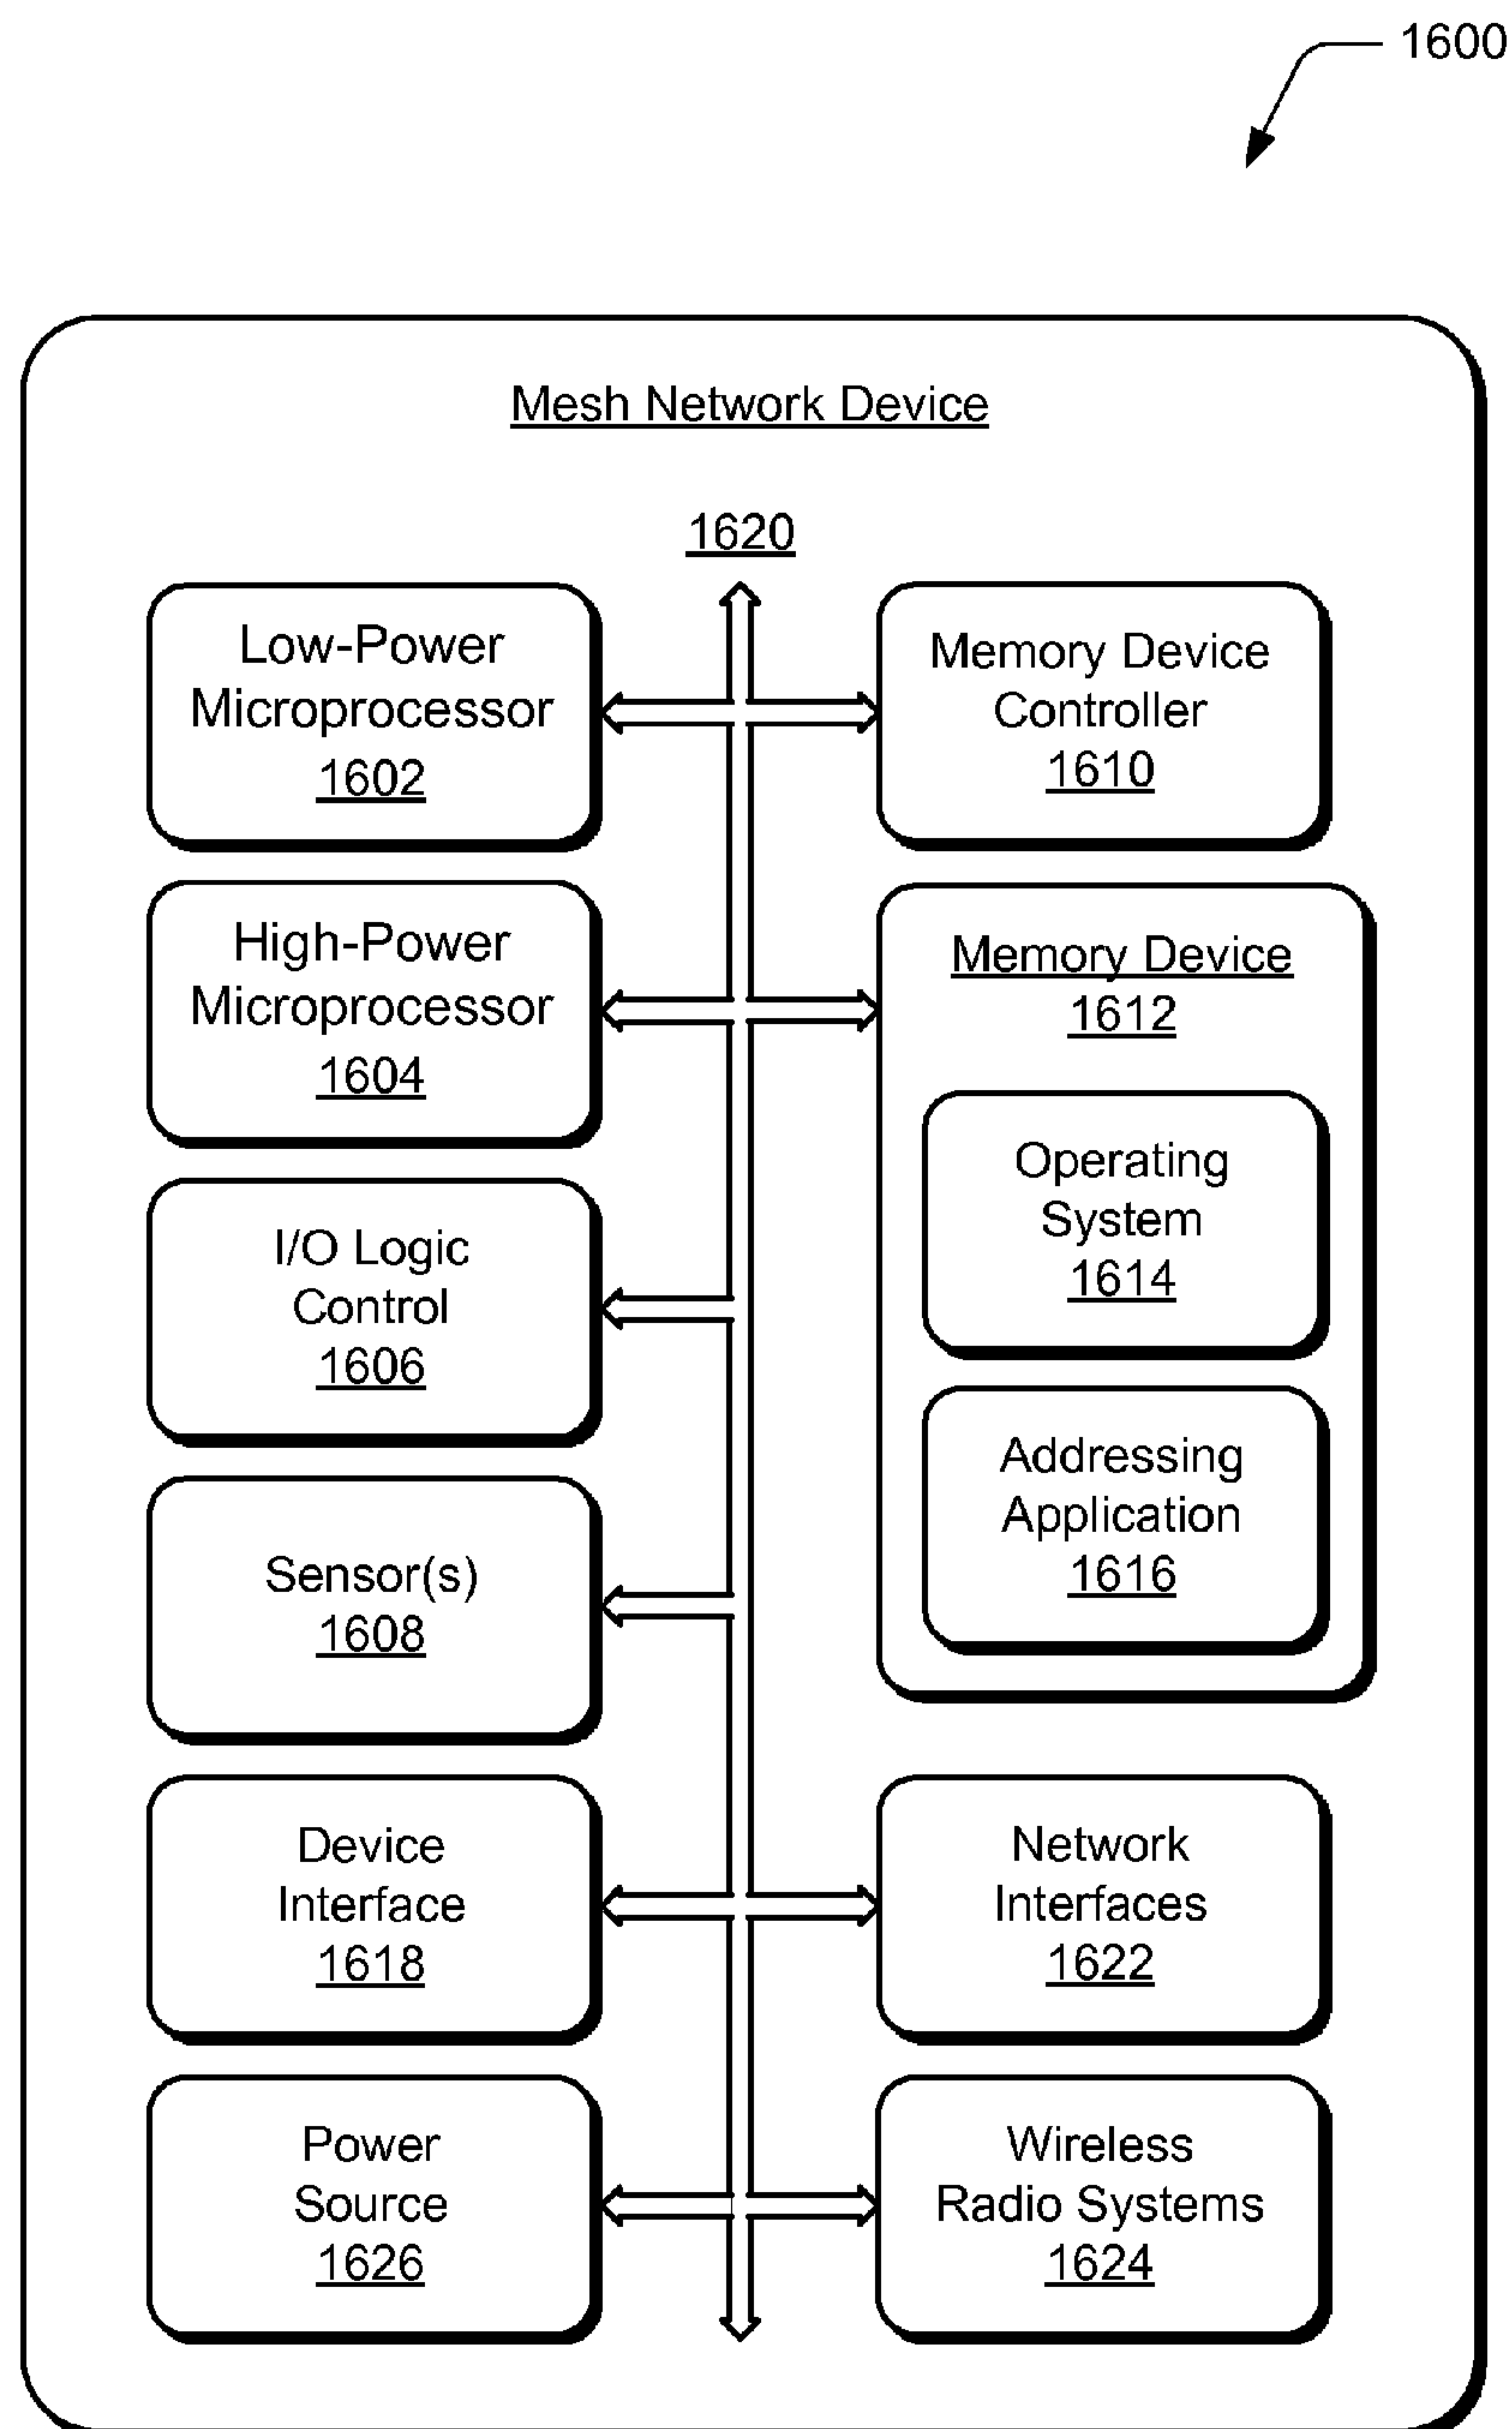 1600
Mesh Network Device
1620
Low-Power
Microprocessor
1602
Memory Device
Controller
1610
High-Power
Microprocessor
1604
Memory Device
1612
Operating
System
1614
I/O Logic
Control
1606
Addressing
Application
1616
Sensor(s)
1608
Device
Interface
1618
Network
Interfaces
1622
Power
Source
1626
Wireless
Radio Systems
1624